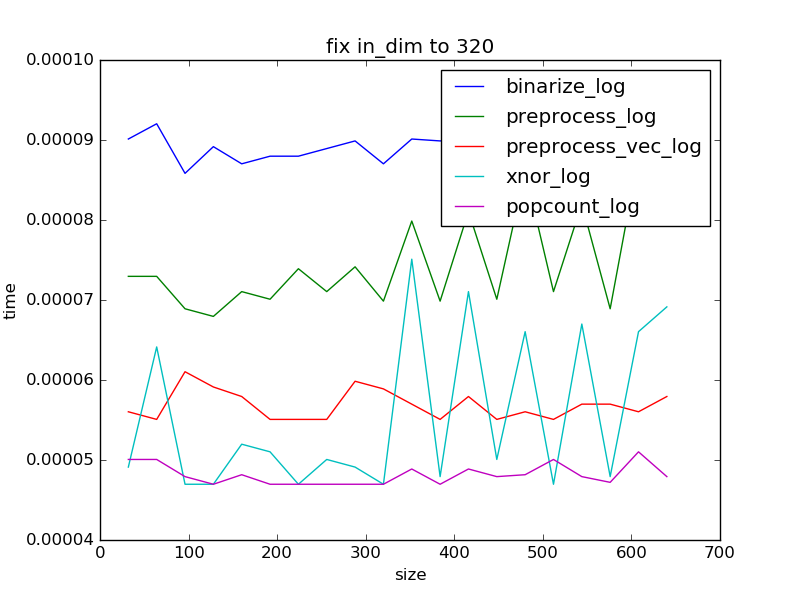 fix in_dim to 320
0.00010
0.00009
0.00008
0.00007
0.00006
0.00005
0.00004
time
binarize_log
preprocess_log
preprocess_vec_log
xnor_log
popcount_log
0 100 200 300 400 500 600 700
size